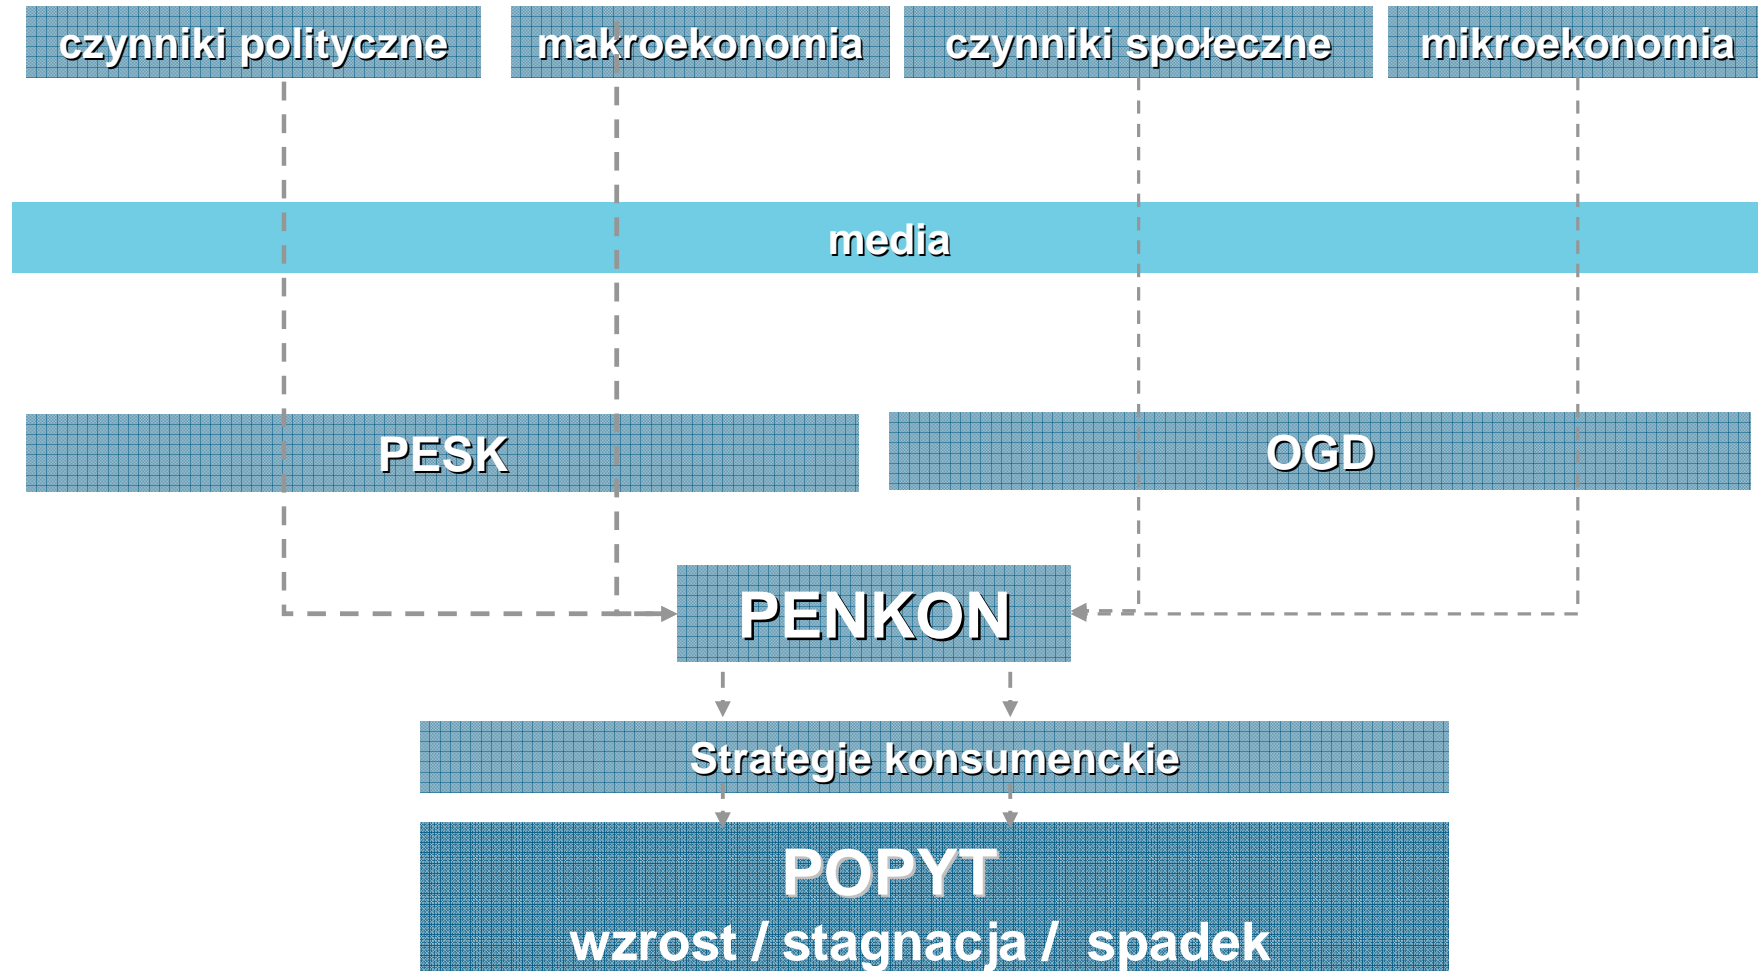 czynniki polityczne
makroekonomia
czynniki społeczne
mikroekonomia
media
PESK
OGD
PENKON
Strategie konsumenckie
POPYT
wzrost / stagnacja / spadek